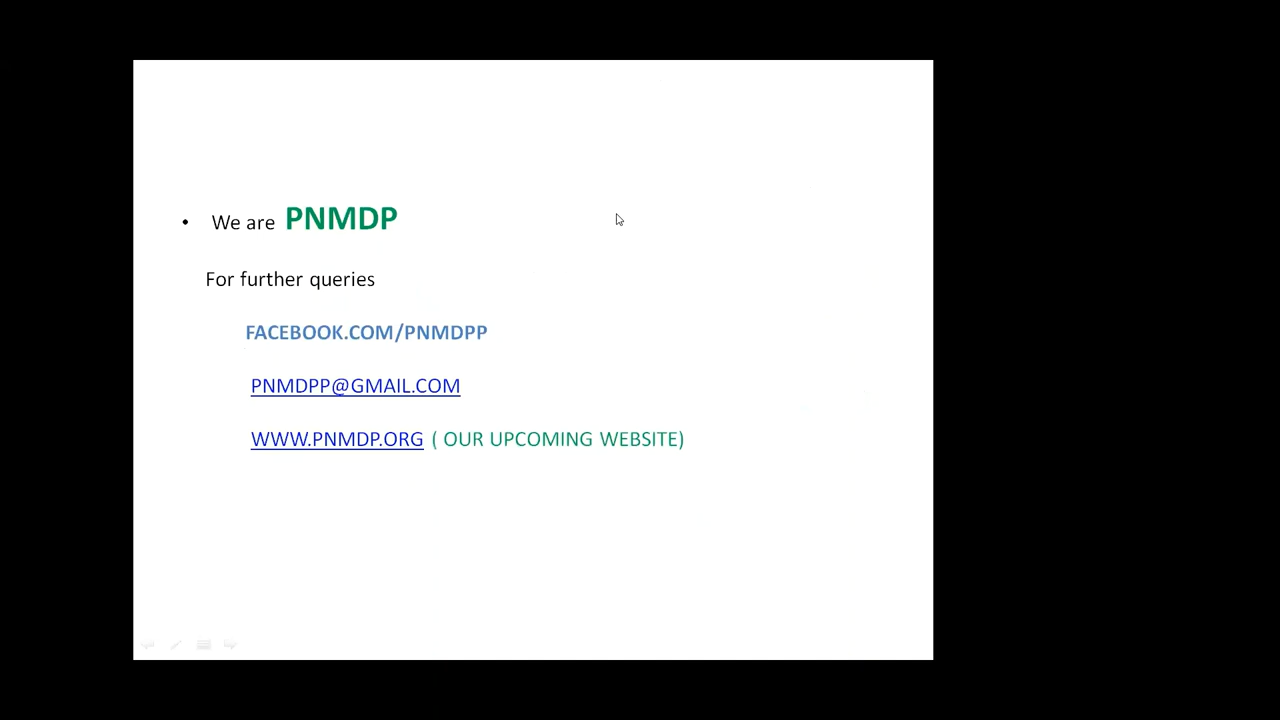 • We are PNMDP
For further queries
FACEBOOK.COM/PNMDPP
PNMDPP@GMAIL.COM
WWW.PNMDP.ORG ( OUR UPCOMING WEBSITE)